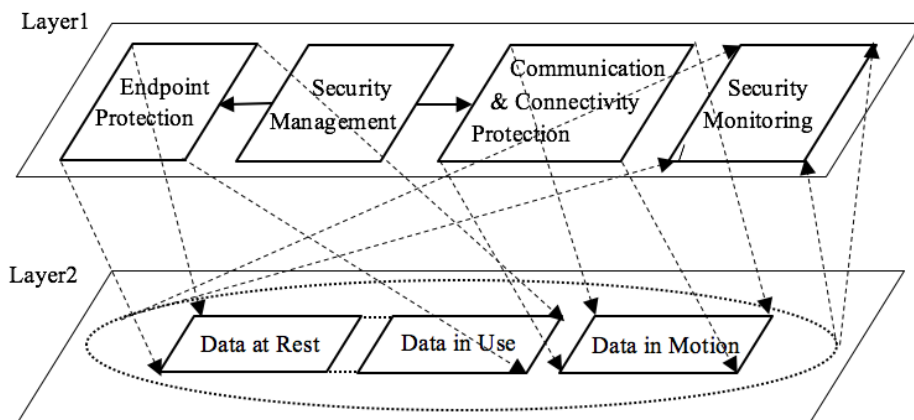 Layer1
Endpoint
Protection
Security
Management
Communication
& Connectivity
Protection
Security
Monitoring
Layer2
Data at Rest
Data in Use
Data in Motion